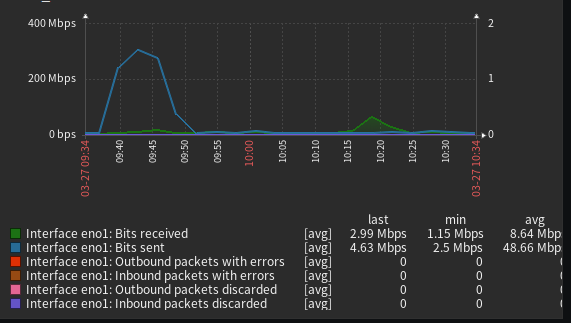 400 Mbps 2
200 Mbps 1
0 bps 0
03-27 09:34 09:40 09:45 09:50 09:55 10:00 10:05 10:10 10:15 10:20 10:25 10:30 03-27 10:34
last min avg
Interface eno1: Bits received [avg] 2.99 Mbps 1.15 Mbps 8.64 Mbps
Interface eno1: Bits sent [avg] 4.63 Mbps 2.5 Mbps 48.66 Mbps
Interface eno1: Outbound packets with errors [avg] 0 0
Interface eno1: Inbound packets with errors [avg] 0 0
Interface eno1: Outbound packets discarded [avg] 0 0
Interface eno1: Inbound packets discarded [avg] 0 0